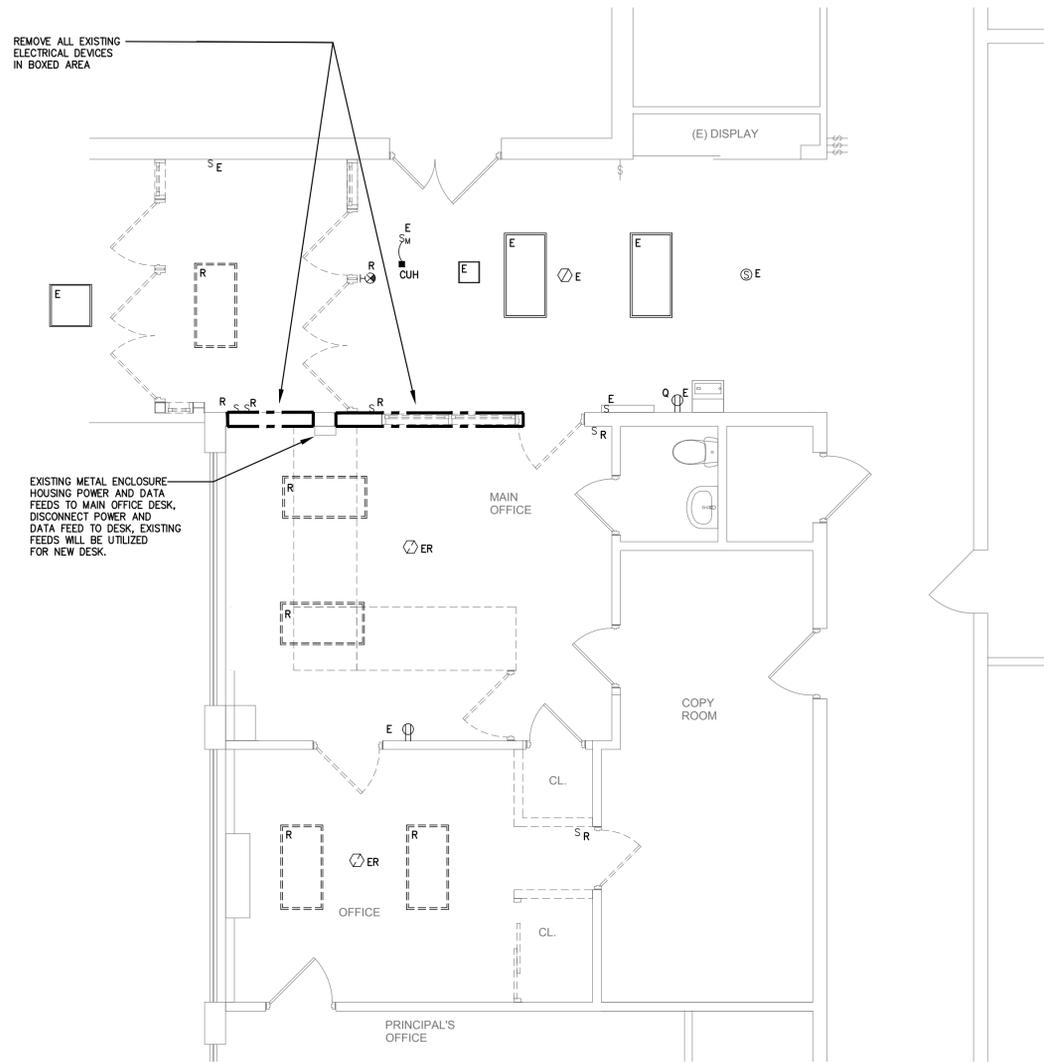 REMOVE ALL EXISTING
ELECTRICAL DEVICES
IN BOXED AREA
(E) DISPLAY
S
S
S
S
S E
E
S M
CUH
R
R
E
E
E
E
E
S E
R
S S R
S R
E
S
Q E
S R
EXISTING METAL ENCLOSURE
HOUSING POWER AND DATA
FEEDS TO MAIN OFFICE DESK,
DISCONNECT POWER AND
DATA FEED TO DESK, EXISTING
FEEDS WILL BE UTILIZED
FOR NEW DESK.
R
MAIN
OFFICE
ER
R
COPY
ROOM
E
CL.
R
R
S R
ER
OFFICE
CL.
PRINCIPAL'S
OFFICE